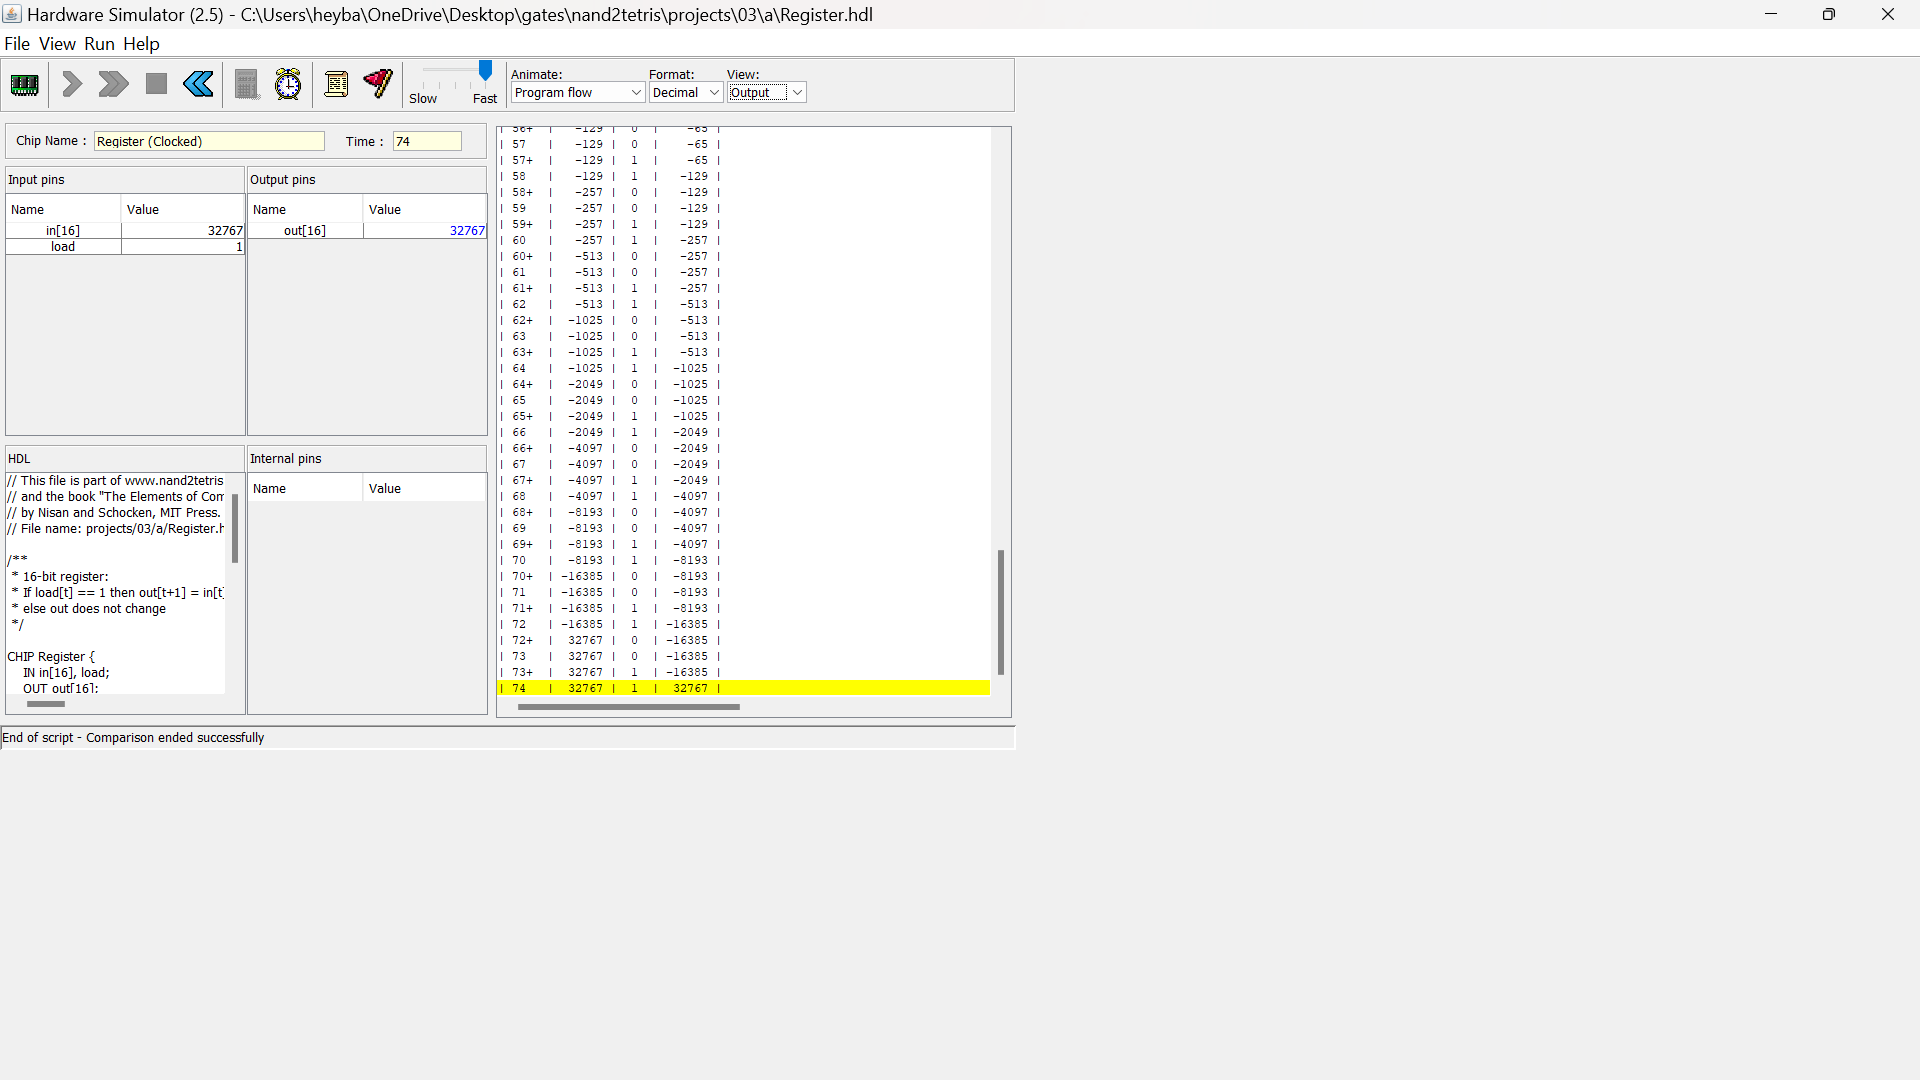 Hardware Simulator (2.5) - C:\Users\heyba\OneDrive\Desktop\gates\nand2tetris\projects\03\a\Register.hdl
File View Run Help
Slow Fast
Animate: Format: View:
Program flow Decimal Output
Chip Name : Register (Clocked) Time : 74
Input pins
Name Value
in[16] 32767
load 1
Output pins
Name Value
out[16] 32767
HDL
// This file is part of www.nand2tetris
// and the book "The Elements of Com
// by Nisan and Schocken, MIT Press.
// File name: projects/03/a/Register.h
/**
* 16-bit register:
* If load[t] == 1 then out[t+1] = in[t]
* else out does not change
*/
CHIP Register {
IN in[16], load;
OUT out[16];
Internal pins
Name Value
| 56+ | -129 | 0 | -65 |
| 57 | -129 | 0 | -65 |
| 57+ | -129 | 1 | -65 |
| 58 | -129 | 1 | -129 |
| 58+ | -257 | 0 | -129 |
| 59 | -257 | 0 | -129 |
| 59+ | -257 | 1 | -129 |
| 60 | -257 | 1 | -257 |
| 60+ | -513 | 0 | -257 |
| 61 | -513 | 0 | -257 |
| 61+ | -513 | 1 | -257 |
| 62 | -513 | 1 | -513 |
| 62+ | -1025 | 0 | -513 |
| 63 | -1025 | 0 | -513 |
| 63+ | -1025 | 1 | -513 |
| 64 | -1025 | 1 | -1025 |
| 64+ | -2049 | 0 | -1025 |
| 65 | -2049 | 0 | -1025 |
| 65+ | -2049 | 1 | -1025 |
| 66 | -2049 | 1 | -2049 |
| 66+ | -4097 | 0 | -2049 |
| 67 | -4097 | 0 | -2049 |
| 67+ | -4097 | 1 | -2049 |
| 68 | -4097 | 1 | -4097 |
| 68+ | -8193 | 0 | -4097 |
| 69 | -8193 | 0 | -4097 |
| 69+ | -8193 | 1 | -4097 |
| 70 | -8193 | 1 | -8193 |
| 70+ | -16385 | 0 | -8193 |
| 71 | -16385 | 0 | -8193 |
| 71+ | -16385 | 1 | -8193 |
| 72 | -16385 | 1 | -16385 |
| 72+ | 32767 | 0 | -16385 |
| 73 | 32767 | 0 | -16385 |
| 73+ | 32767 | 1 | -16385 |
| 74 | 32767 | 1 | 32767 |
End of script - Comparison ended successfully